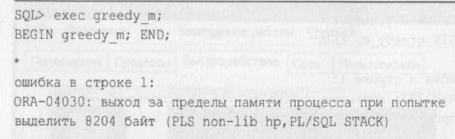 SQL> exec greedy_m;
BEGIN greedy_m; END;
*
ошибка в строке 1:
ORA-04030: выход за пределы памяти процесса при попытке
выделить 8204 байт (PLS non-lib hp,PL/SQL STACK)